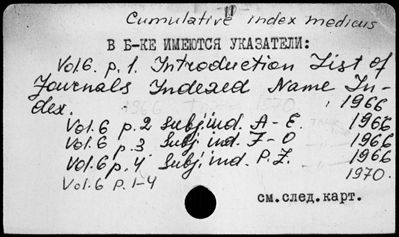 11
Cumulative index medicus
В Б-КЕ ИМЕЮТСЯ УКАЗАТЕЛИ:
Vol.6. p.1. Introduction List of
Journals Indexed Name In-
dex. , 1966
Vol.6 p.2 Subj.ind. A-E. 1966
Vol.6 p.3 Subj.ind. F-O 1966
Vol.6 p.4 Subj.ind. P.Z. 1966
Vol.6 p.1-4 1970.
см.след.карт.